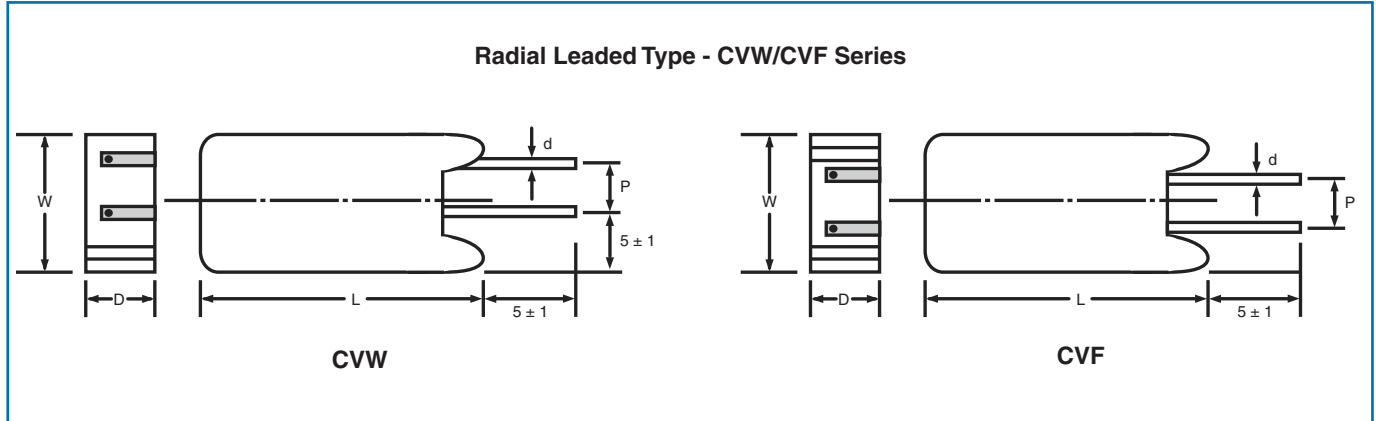 Radial Leaded Type - CVW/CVF Series
W
D
L
d
P
5 ± 1
5 ± 1
CVW
W
D
L
d
P
5 ± 1
CVF